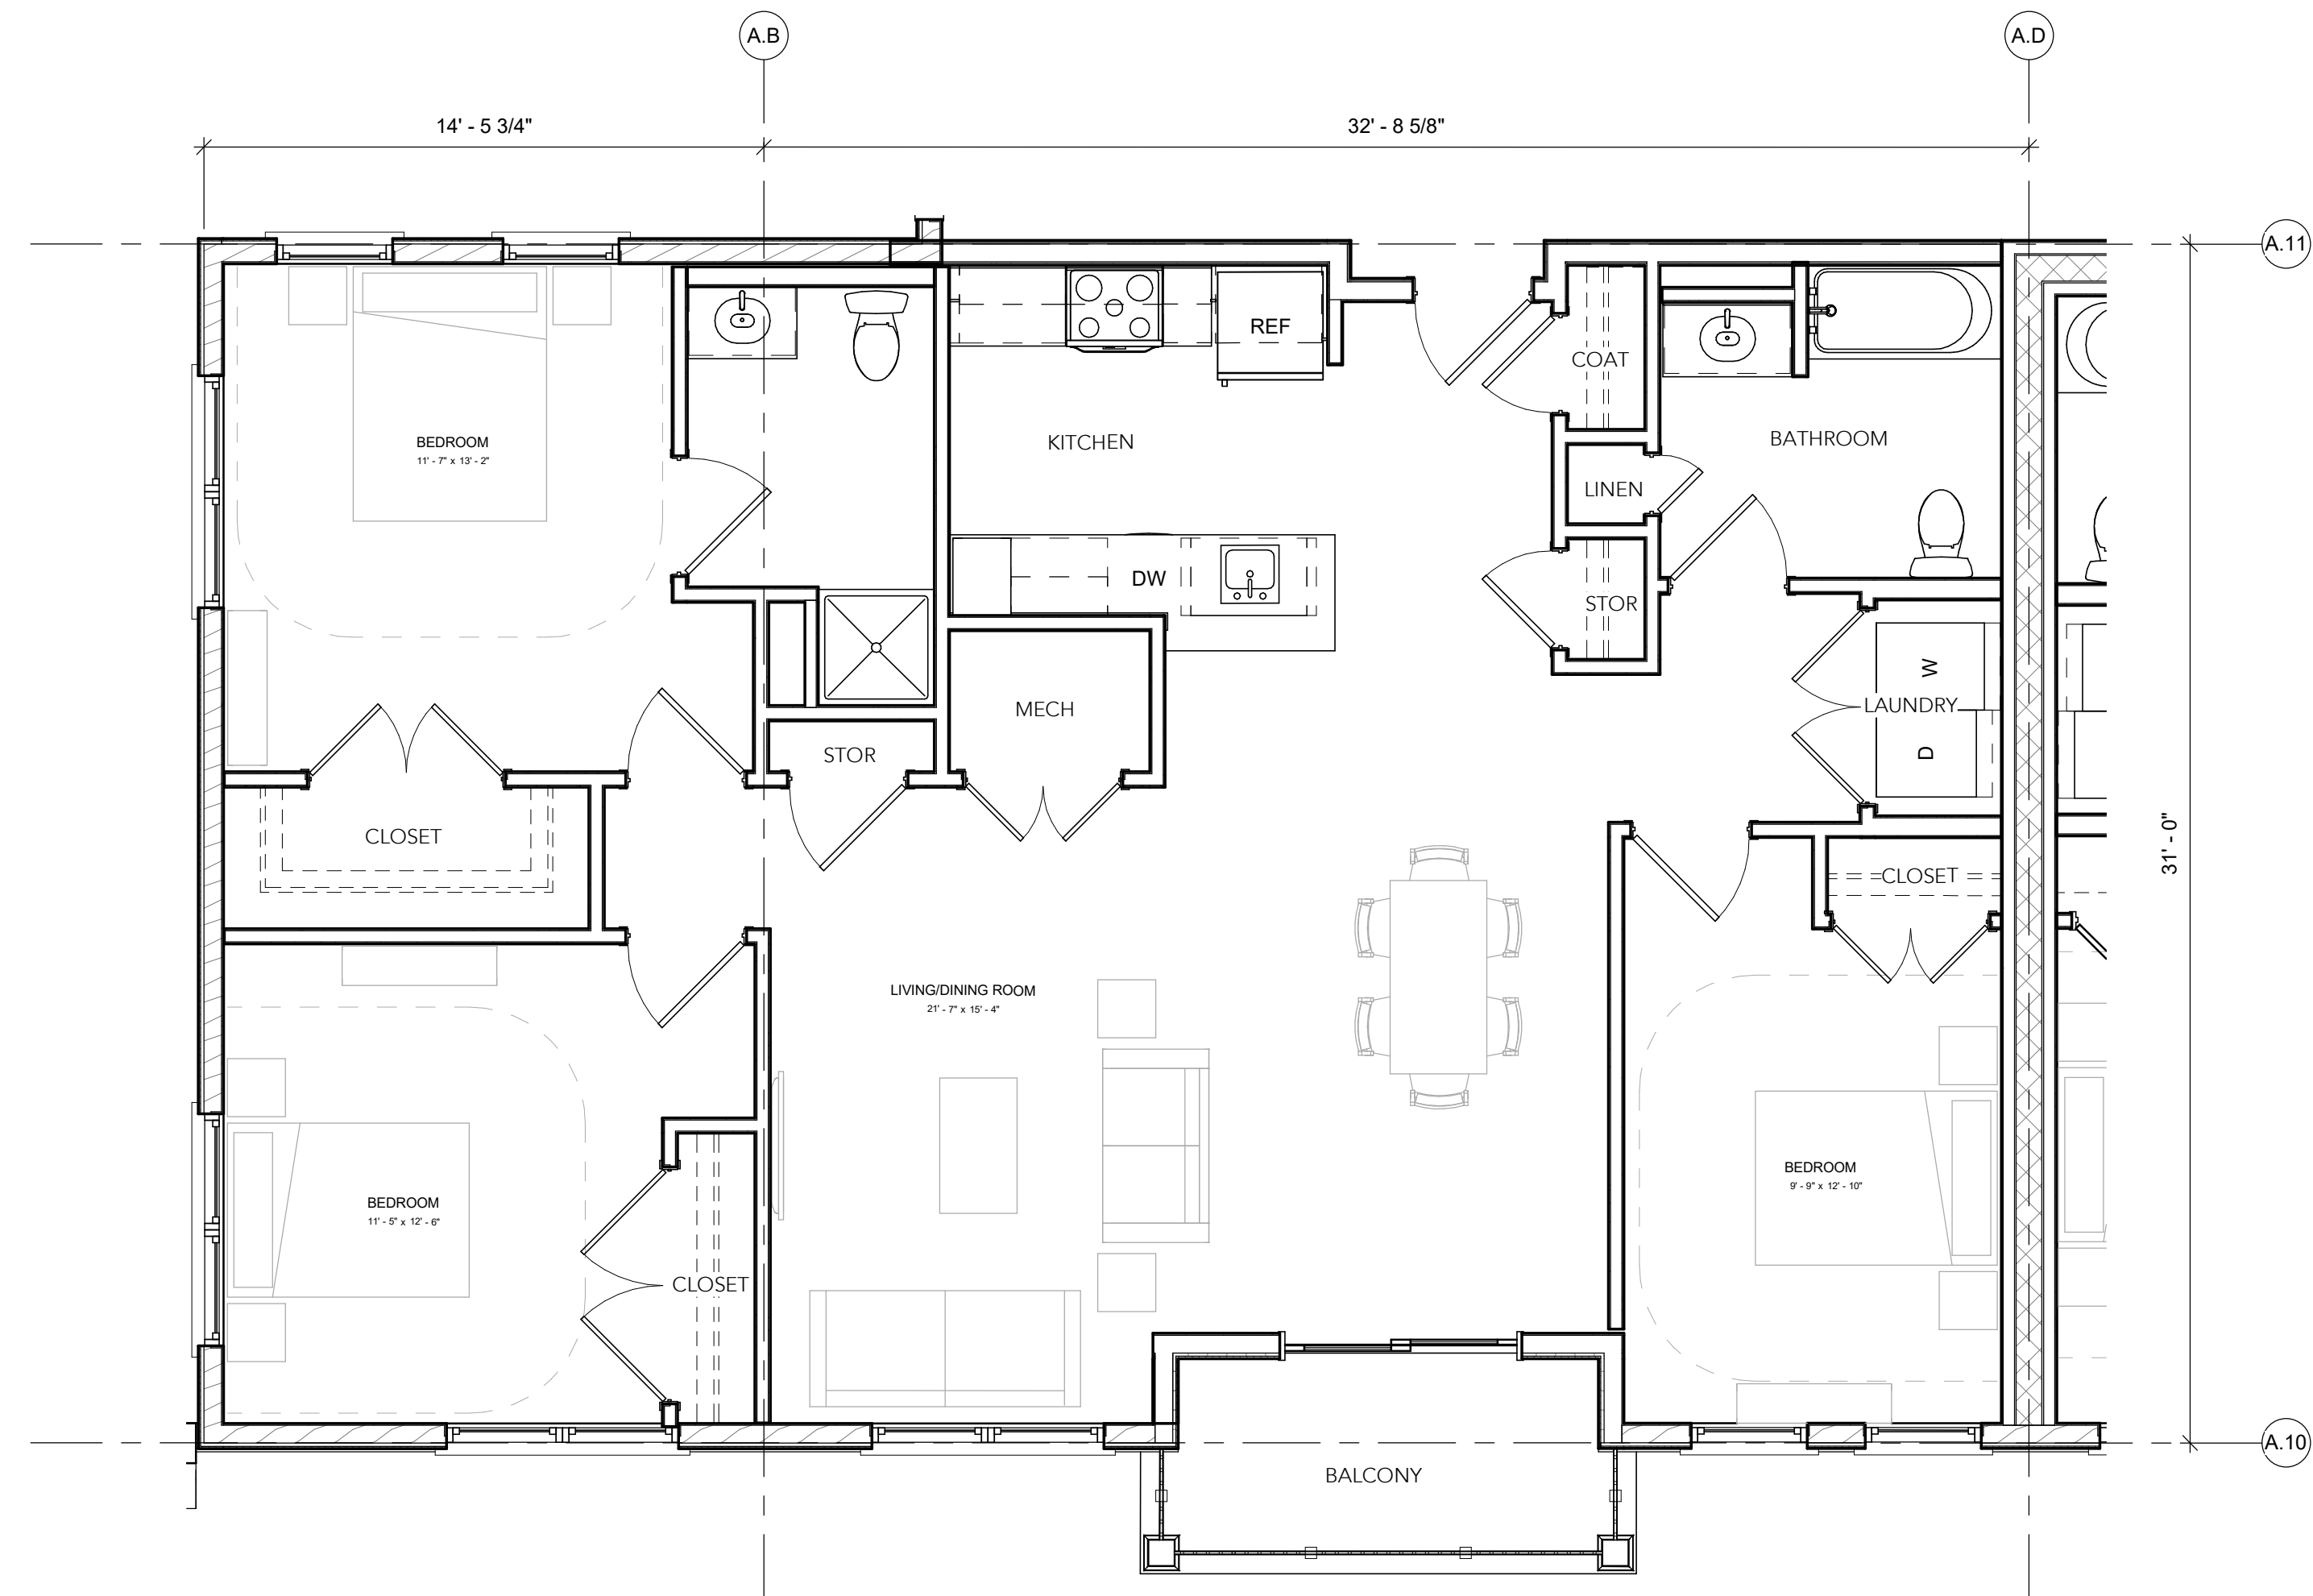 A.B
A.D
14' - 5 3/4"
32' - 8 5/8"
A.11
REF
COAT
BEDROOM
11' - 7" x 13' - 2"
KITCHEN
BATHROOM
LINEN
DW
STOR
W
MECH
LAUNDRY
STOR
D
CLOSET
31' - 0"
CLOSET
LIVING/DINING ROOM
21' - 7" x 15' - 4"
BEDROOM
9' - 9" x 12' - 10"
BEDROOM
11' - 5" x 12' - 6"
CLOSET
A.10
BALCONY